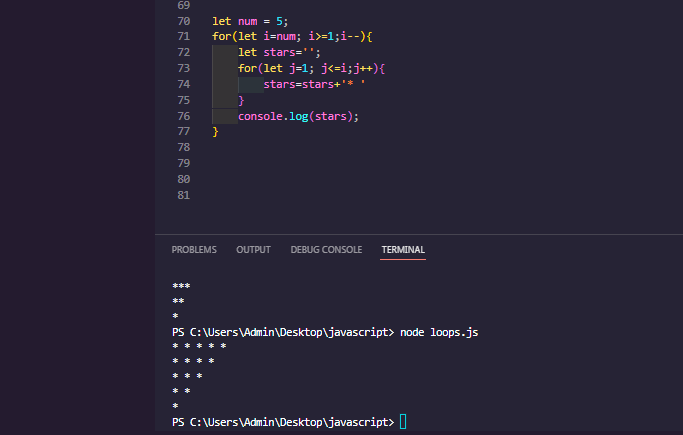 69
70 let num = 5;
71 for(let i=num; i>=1;i--){
72     let stars='';
73     for(let j=1; j<=i;j++){
74         stars=stars+'* '
75     }
76     console.log(stars);
77 }
78
79
80
81
PROBLEMS OUTPUT DEBUG CONSOLE TERMINAL
***
**
*
PS C:\Users\Admin\Desktop\javascript> node loops.js
* * * * *
* * * *
* * *
* *
*
PS C:\Users\Admin\Desktop\javascript>